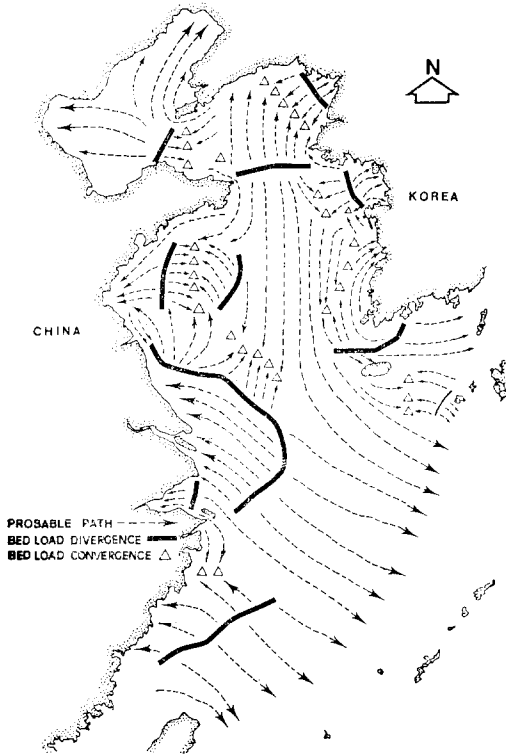 N
KOREA
CHINA
PROBABLE PATH
BED LOAD DIVERGENCE
BED LOAD CONVERGENCE